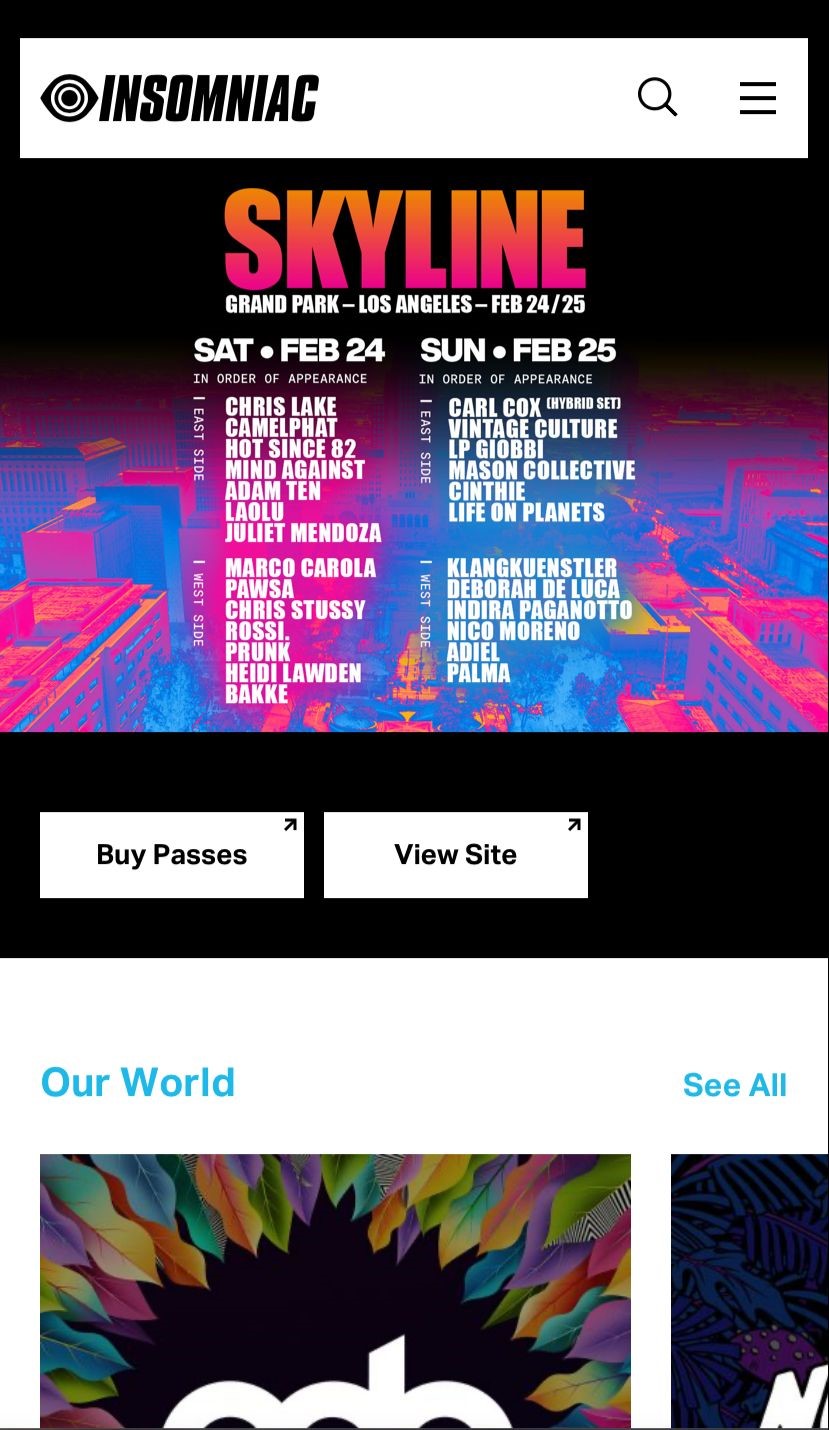 INSOMNIAC
SKYLINE
GRAND PARK – LOS ANGELES – FEB 24/25
SAT • FEB 24
IN ORDER OF APPEARANCE
EAST SIDE
CHRIS LAKE
CAMELPHAT
HOT SINCE 82
MIND AGAINST
ADAM TEN
LAOLU
JULIET MENDOZA
WEST SIDE
MARCO CAROLA
PAWSA
CHRIS STUSSY
ROSSI.
PRUNK
HEIDI LAWDEN
BAKKE
SUN • FEB 25
IN ORDER OF APPEARANCE
EAST SIDE
CARL COX (HYBRID SET)
VINTAGE CULTURE
LP GIOBBI
MASON COLLECTIVE
CINTHIE
LIFE ON PLANETS
WEST SIDE
KLANGKUENSTLER
DEBORAH DE LUCA
INDIRA PAGANOTTO
NICO MORENO
ADIEL
PALMA
Buy Passes
View Site
Our World
See All